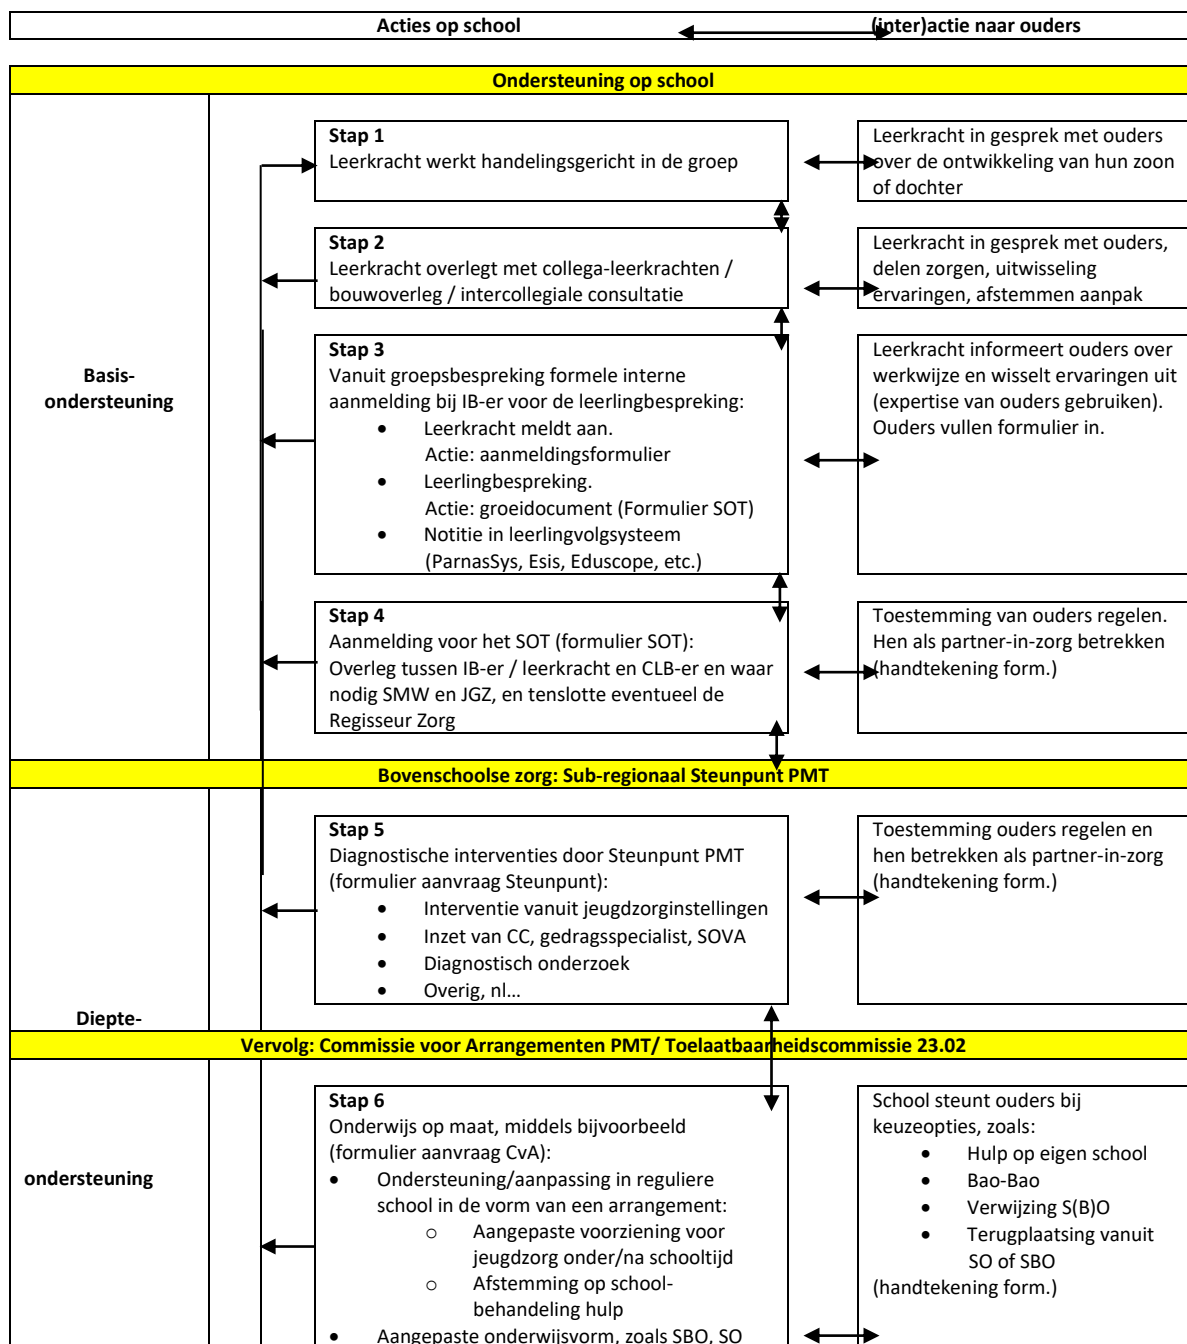 Acties op school
(inter)actie naar ouders
Ondersteuning op school
Basis-
ondersteuning
Stap 1
Leerkracht werkt handelingsgericht in de groep
Leerkracht in gesprek met ouders
over de ontwikkeling van hun zoon
of dochter
Stap 2
Leerkracht overlegt met collega-leerkrachten /
bouwoverleg / intercollegiale consultatie
Leerkracht in gesprek met ouders,
delen zorgen, uitwisseling
ervaringen, afstemmen aanpak
Stap 3
Vanuit groepsbespreking formele interne
aanmelding bij IB-er voor de leerlingbespreking:
• Leerkracht meldt aan.
Actie: aanmeldingsformulier
• Leerlingbespreking.
Actie: groeidocument (Formulier SOT)
• Notitie in leerlingvolgsysteem
(ParnasSys, Esis, Eduscope, etc.)
Leerkracht informeert ouders over
werkwijze en wisselt ervaringen uit
(expertise van ouders gebruiken).
Ouders vullen formulier in.
Stap 4
Aanmelding voor het SOT (formulier SOT):
Overleg tussen IB-er / leerkracht en CLB-er en waar
nodig SMW en JGZ, en tenslotte eventueel de
Regisseur Zorg
Toestemming van ouders regelen.
Hen als partner-in-zorg betrekken
(handtekening form.)
Bovenschoolse zorg: Sub-regionaal Steunpunt PMT
Diepte-
Stap 5
Diagnostische interventies door Steunpunt PMT
(formulier aanvraag Steunpunt):
• Interventie vanuit jeugdzorginstellingen
• Inzet van CC, gedragsspecialist, SOVA
• Diagnostisch onderzoek
• Overig, nl…
Toestemming ouders regelen en
hen betrekken als partner-in-zorg
(handtekening form.)
Vervolg: Commissie voor Arrangementen PMT/ Toelaatbaarheidscommissie 23.02
ondersteuning
Stap 6
Onderwijs op maat, middels bijvoorbeeld
(formulier aanvraag CvA):
• Ondersteuning/aanpassing in reguliere
school in de vorm van een arrangement:
o Aangepaste voorziening voor
jeugdzorg onder/na schooltijd
o Afstemming op school-
behandeling hulp
• Aangepaste onderwijsvorm, zoals SBO, SO
School steunt ouders bij
keuzeopties, zoals:
• Hulp op eigen school
• Bao-Bao
• Verwijzing S(B)O
• Terugplaatsing vanuit
SO of SBO
(handtekening form.)